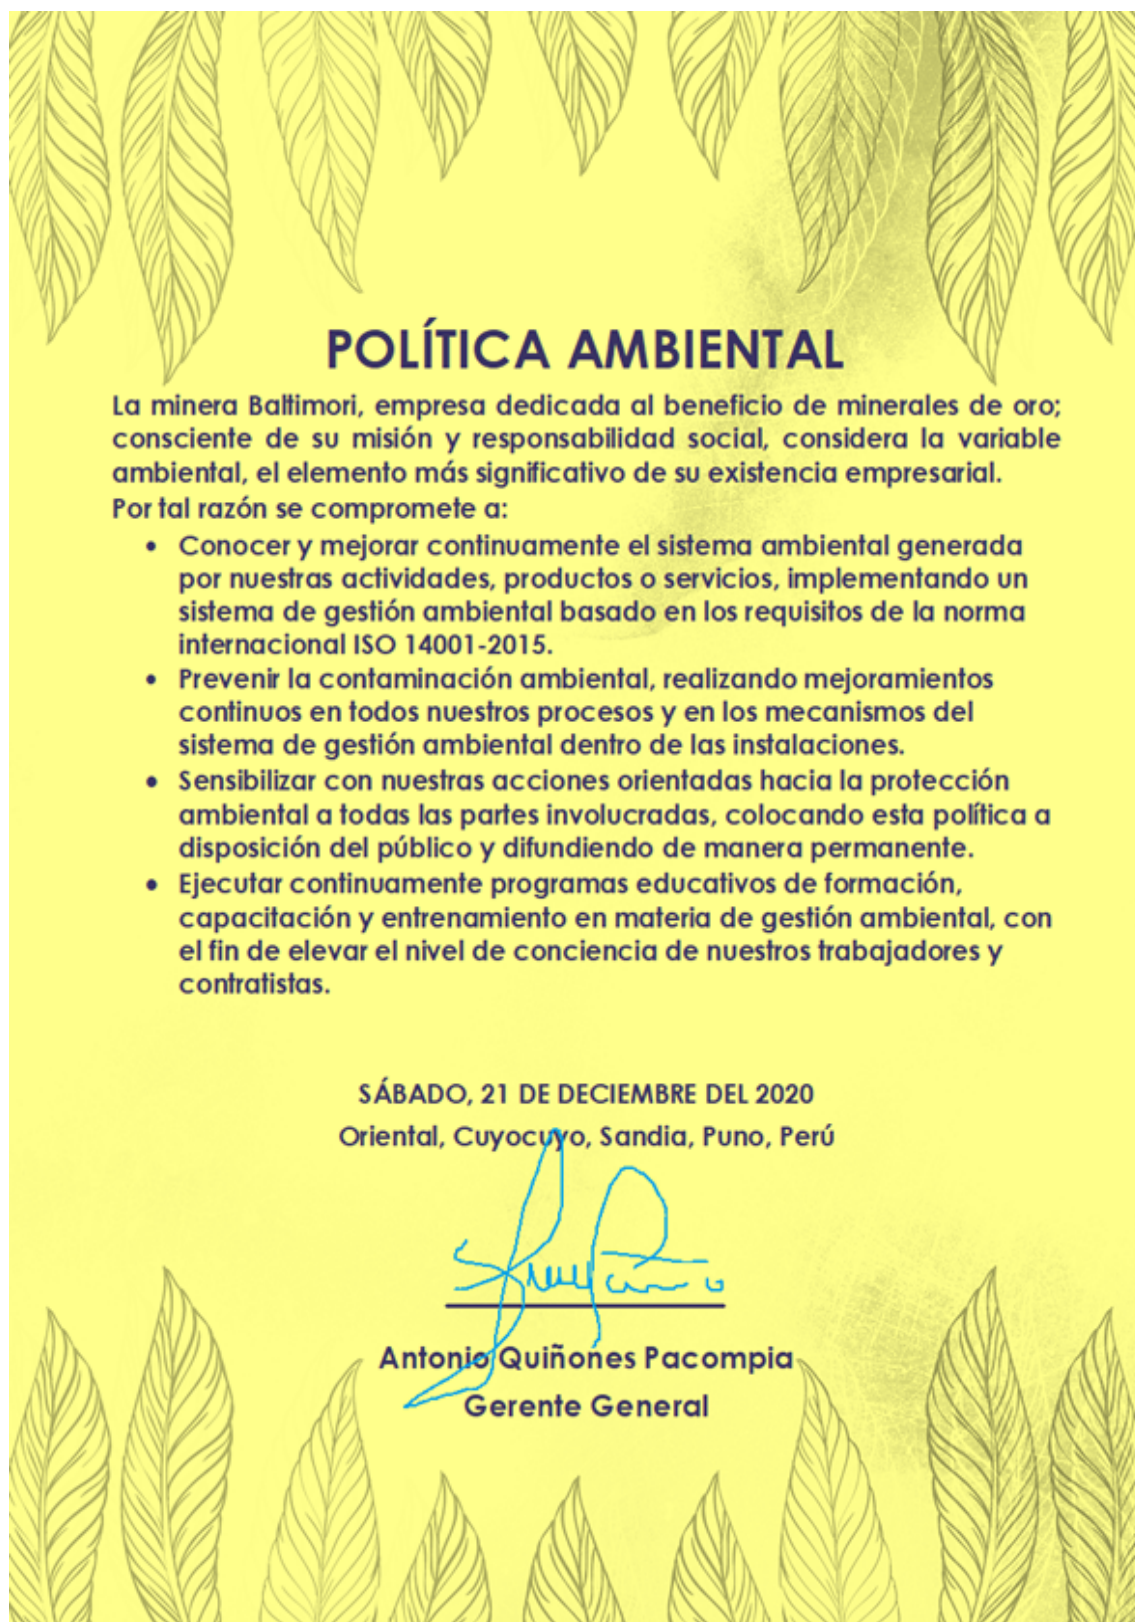 POLÍTICA AMBIENTAL
La minera Baltimori, empresa dedicada al beneficio de minerales de oro;
consciente de su misión y responsabilidad social, considera la variable
ambiental, el elemento más significativo de su existencia empresarial.
Por tal razón se compromete a:
• Conocer y mejorar continuamente el sistema ambiental generada
por nuestras actividades, productos o servicios, implementando un
sistema de gestión ambiental basado en los requisitos de la norma
internacional ISO 14001-2015.
• Prevenir la contaminación ambiental, realizando mejoramientos
continuos en todos nuestros procesos y en los mecanismos del
sistema de gestión ambiental dentro de las instalaciones.
• Sensibilizar con nuestras acciones orientadas hacia la protección
ambiental a todas las partes involucradas, colocando esta política a
disposición del público y difundiendo de manera permanente.
• Ejecutar continuamente programas educativos de formación,
capacitación y entrenamiento en materia de gestión ambiental, con
el fin de elevar el nivel de conciencia de nuestros trabajadores y
contratistas.
SÁBADO, 21 DE DECIEMBRE DEL 2020
Oriental, Cuyocuyo, Sandia, Puno, Perú
Antonio Quiñones Pacompia
Gerente General